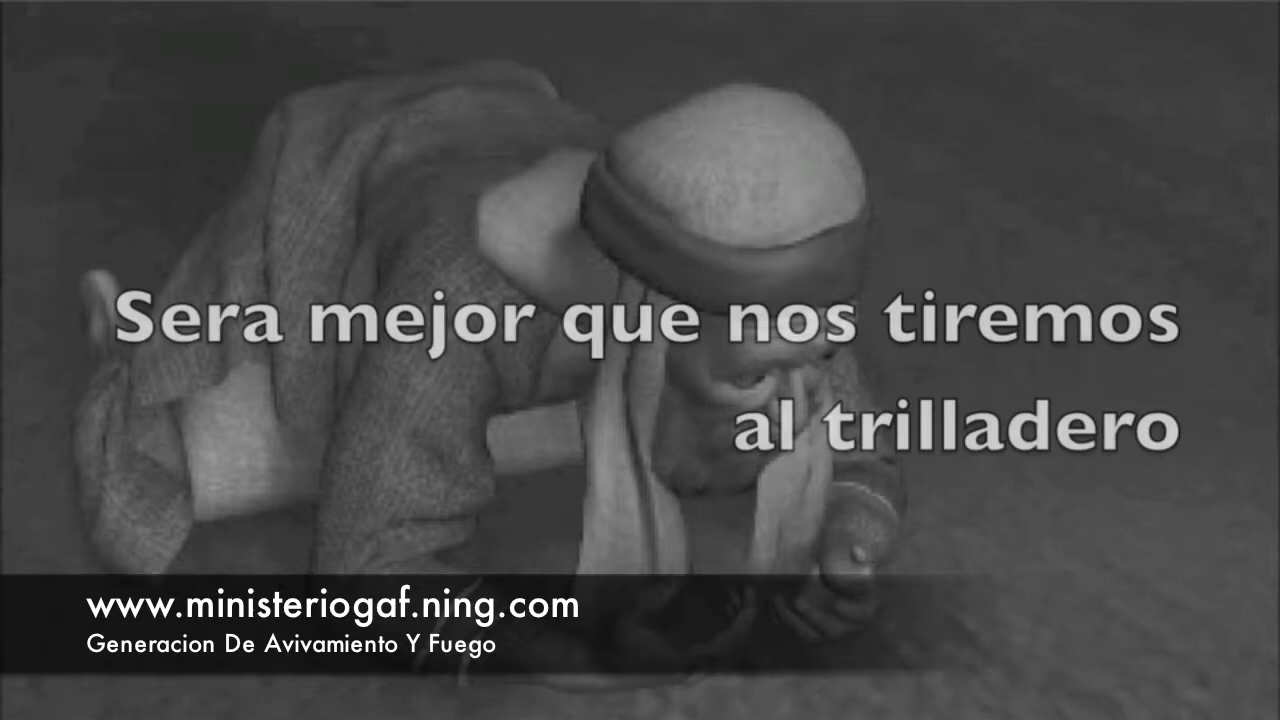 Sera mejor que nos tiremos
al trilladero
www.ministeriogaf.ning.com
Generacion De Avivamiento Y Fuego